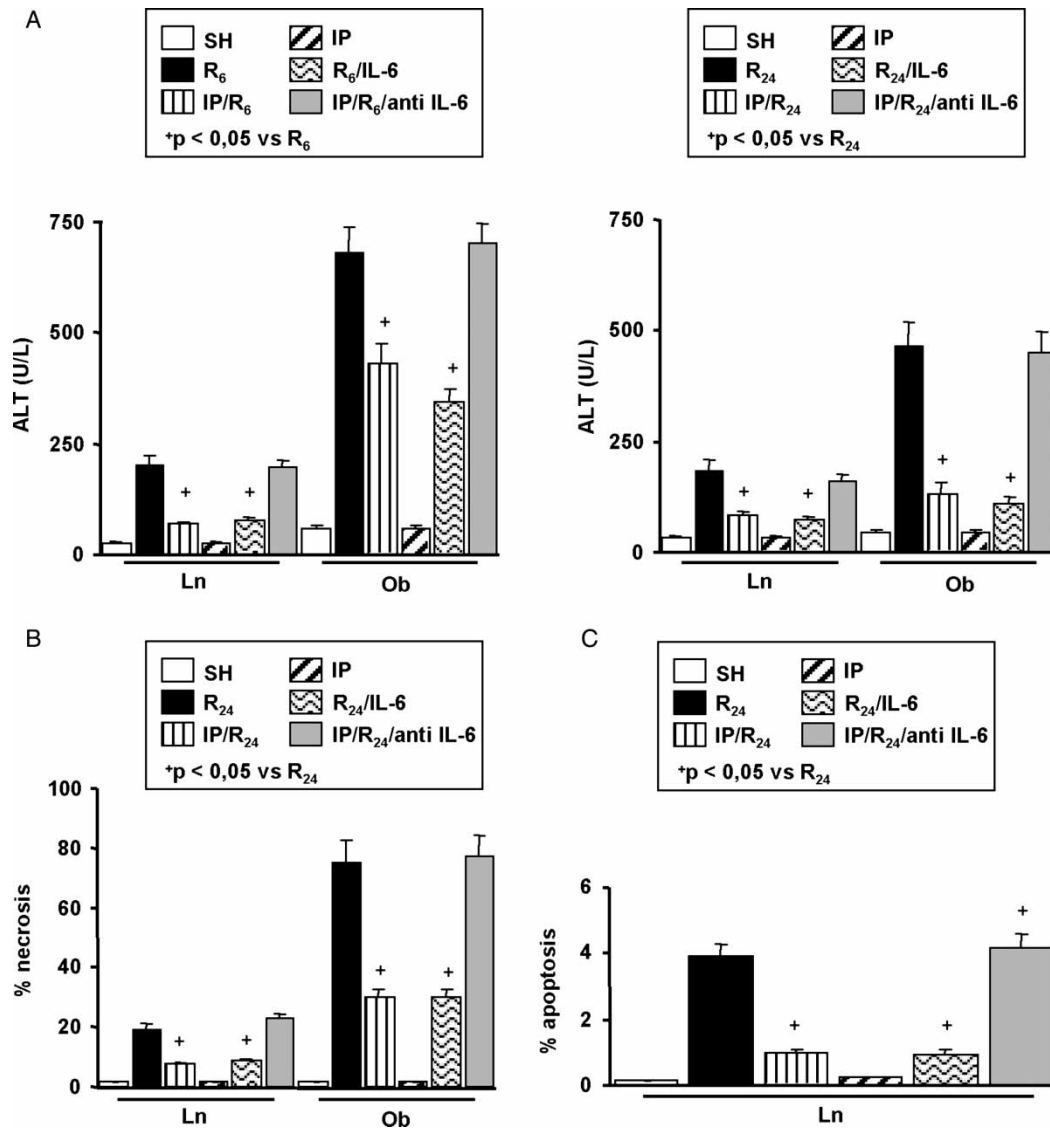 A
SH
IP
R₆
R₆/IL-6
IP/R₆
IP/R₆/anti IL-6
⁺p < 0,05 vs R₆
750
500
250
0
ALT (U/L)
+
+
+
+
Ln
Ob
SH
IP
R₂₄
R₂₄/IL-6
IP/R₂₄
IP/R₂₄/anti IL-6
⁺p < 0,05 vs R₂₄
750
500
250
0
ALT (U/L)
+
+
+
+
Ln
Ob
B
SH
IP
R₂₄
R₂₄/IL-6
IP/R₂₄
IP/R₂₄/anti IL-6
⁺p < 0,05 vs R₂₄
100
80
60
40
20
0
% necrosis
+
+
+
+
Ln
Ob
C
SH
IP
R₂₄
R₂₄/IL-6
IP/R₂₄
IP/R₂₄/anti IL-6
⁺p < 0,05 vs R₂₄
6
4
2
0
% apoptosis
+
+
+
Ln